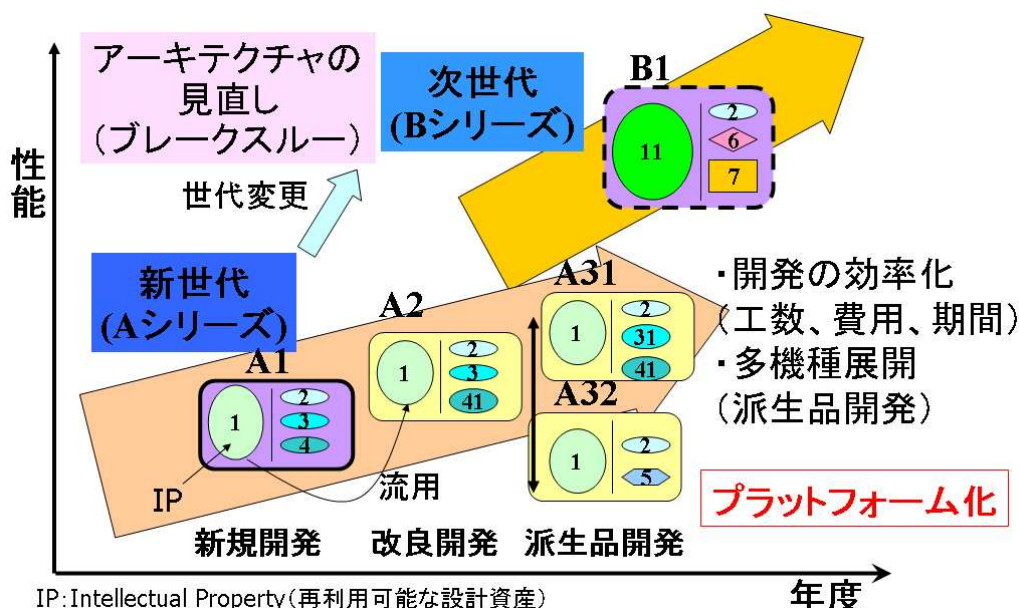 アーキテクチャの
見直し
(ブレークスルー)
次世代
(Bシリーズ)
B1
11
2
6
7
性能
世代変更
新世代
(Aシリーズ)
A1
1
2
3
4
A2
1
2
3
41
A31
1
2
31
41
A32
1
2
5
・開発の効率化
(工数、費用、期間)
・多機種展開
(派生品開発)
IP
流用
プラットフォーム化
新規開発
改良開発
派生品開発
年度
IP:Intellectual Property(再利用可能な設計資産)